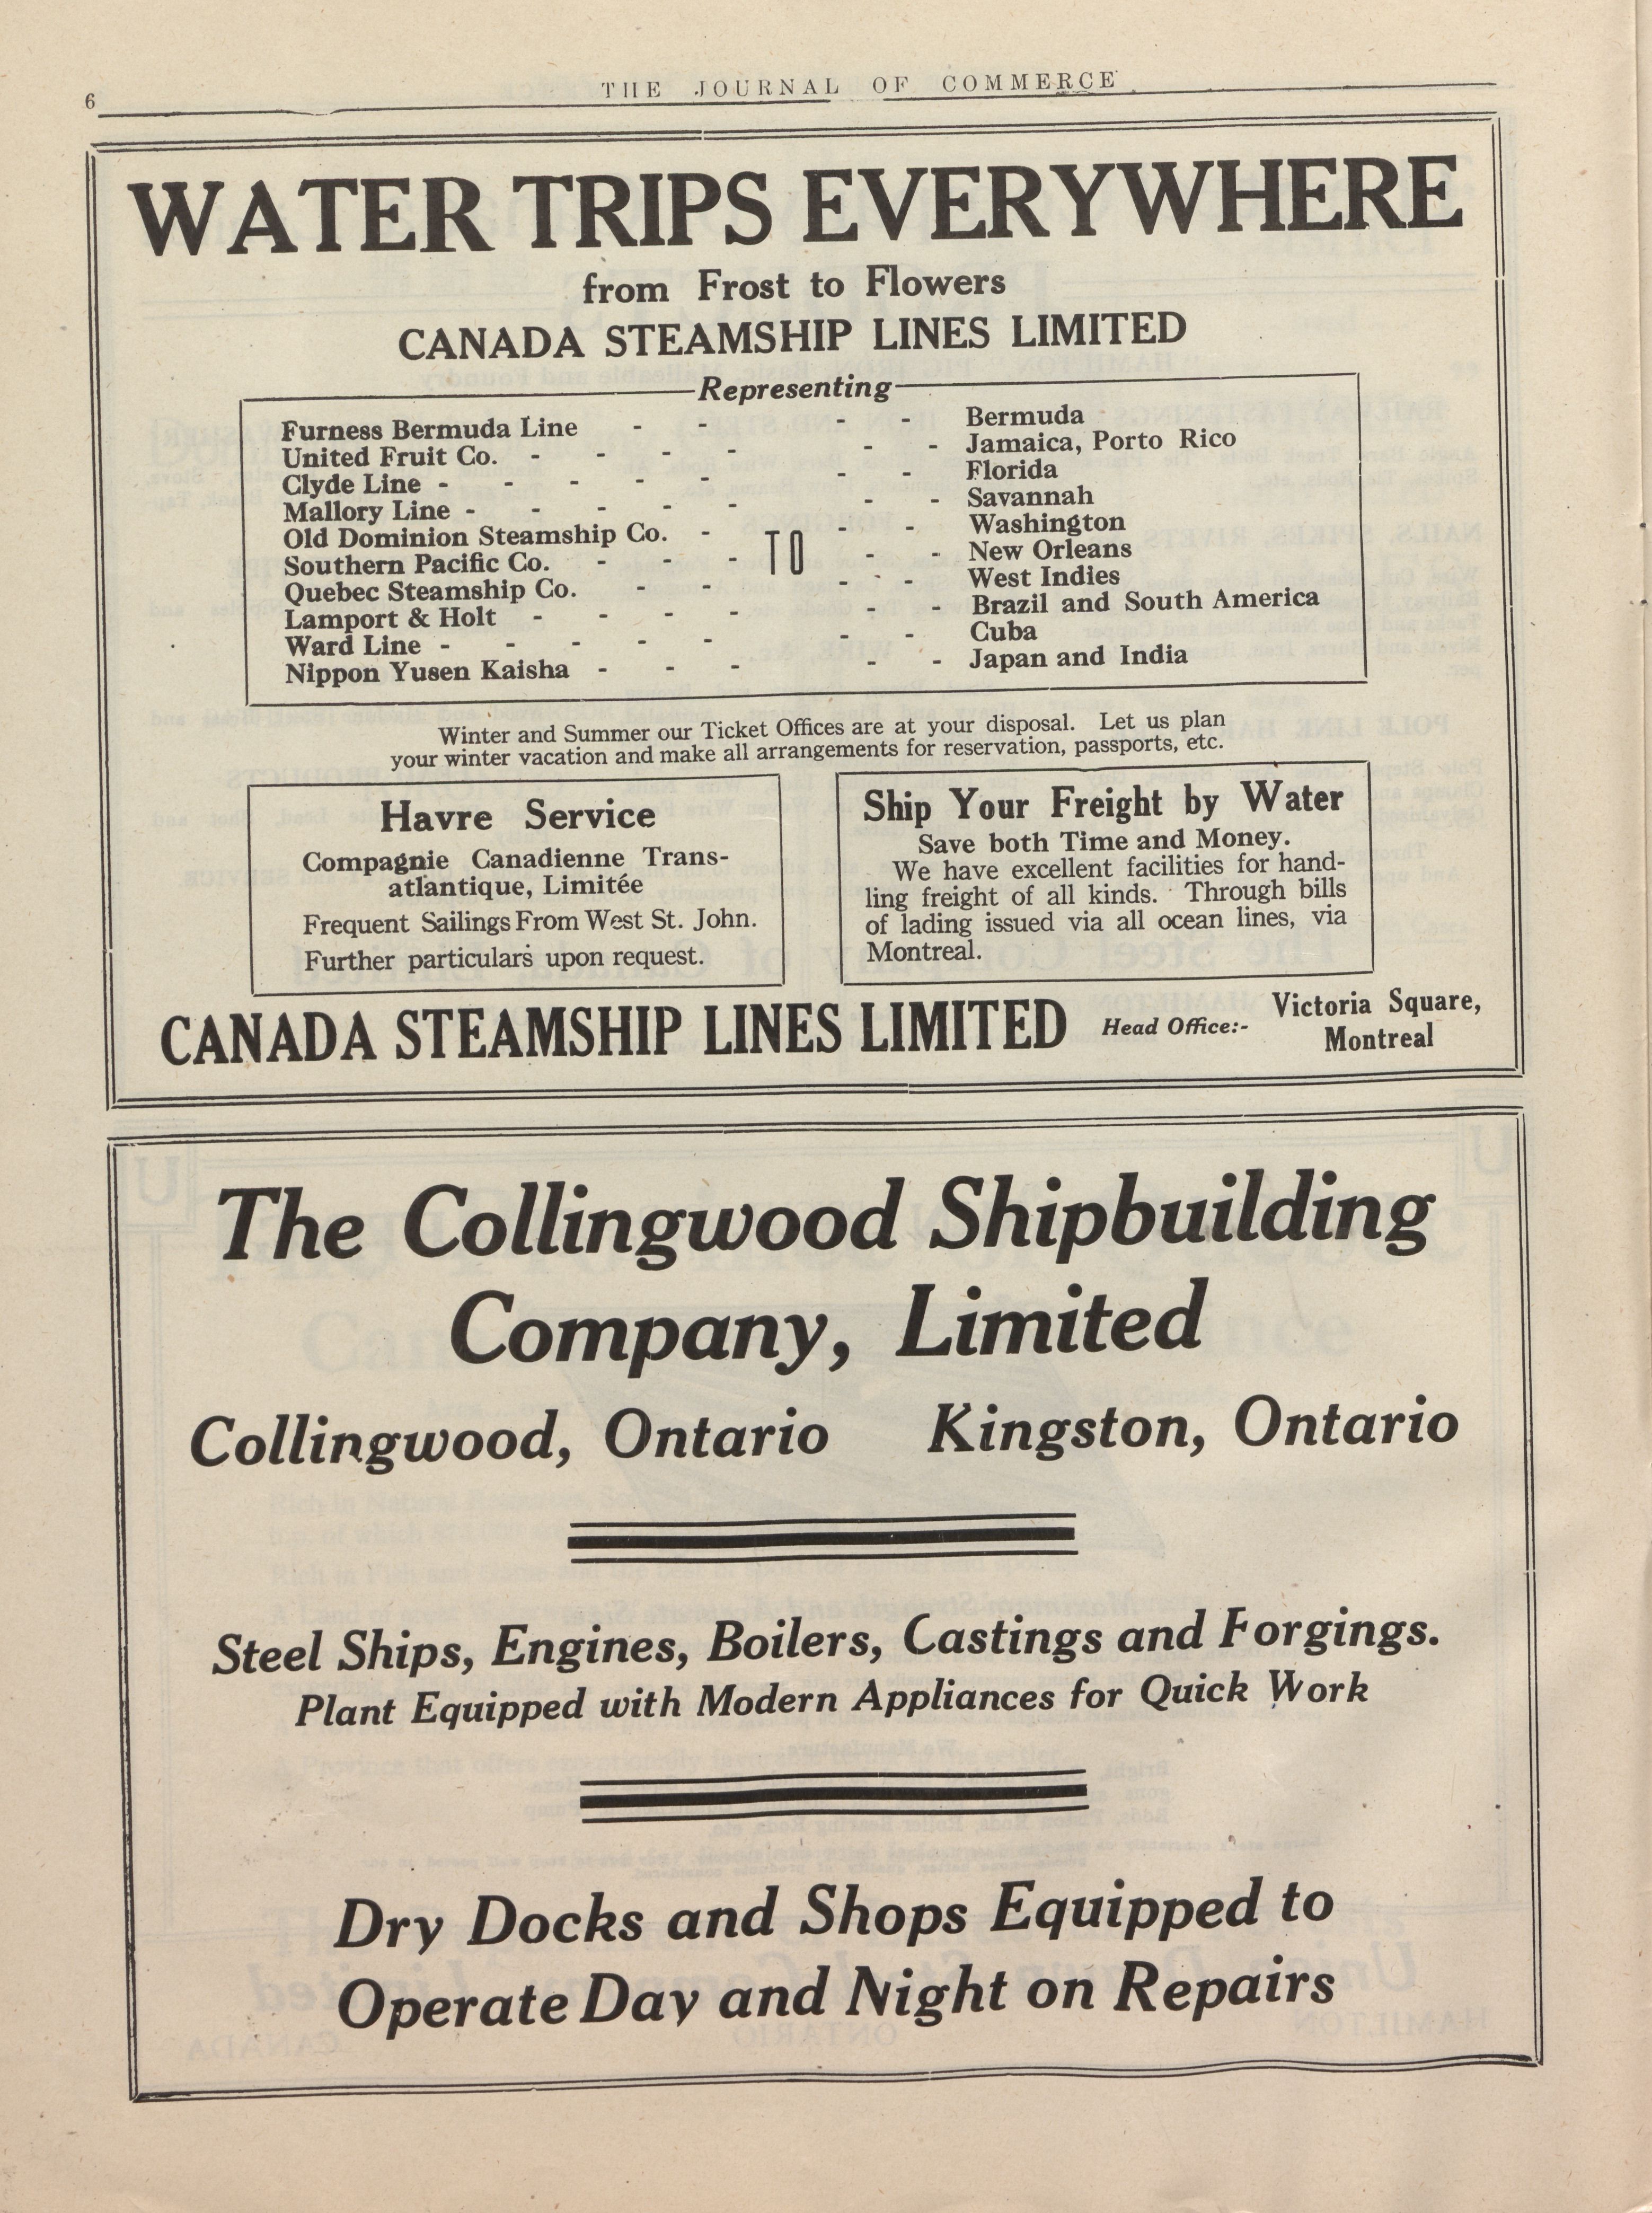 6
THE JOURNAL OF COMMERCE
WATER TRIPS EVERYWHERE
from Frost to Flowers
CANADA STEAMSHIP LINES LIMITED
Representing
Furness Bermuda Line - - - - Bermuda
United Fruit Co. - - - - - - Jamaica, Porto Rico
Clyde Line - - - - - - - Florida
Mallory Line - - - - - - - Savannah
Old Dominion Steamship Co. - - - Washington
TO
Southern Pacific Co. - - - - - New Orleans
Quebec Steamship Co. - - - - West Indies
Lamport & Holt - - - - - - Brazil and South America
Ward Line - - - - - - - Cuba
Nippon Yusen Kaisha - - - - - Japan and India
Winter and Summer our Ticket Offices are at your disposal. Let us plan
your winter vacation and make all arrangements for reservation, passports, etc.
Havre Service
Compagnie Canadienne Trans-
atlantique, Limitée
Frequent Sailings From West St. John.
Further particulars upon request.
Ship Your Freight by Water
Save both Time and Money.
We have excellent facilities for hand-
ling freight of all kinds. Through bills
of lading issued via all ocean lines, via
Montreal.
CANADA STEAMSHIP LINES LIMITED Head Office:- Victoria Square,
Montreal
The Collingwood Shipbuilding
Company, Limited
Collingwood, Ontario Kingston, Ontario
Steel Ships, Engines, Boilers, Castings and Forgings.
Plant Equipped with Modern Appliances for Quick Work
Dry Docks and Shops Equipped to
Operate Day and Night on Repairs